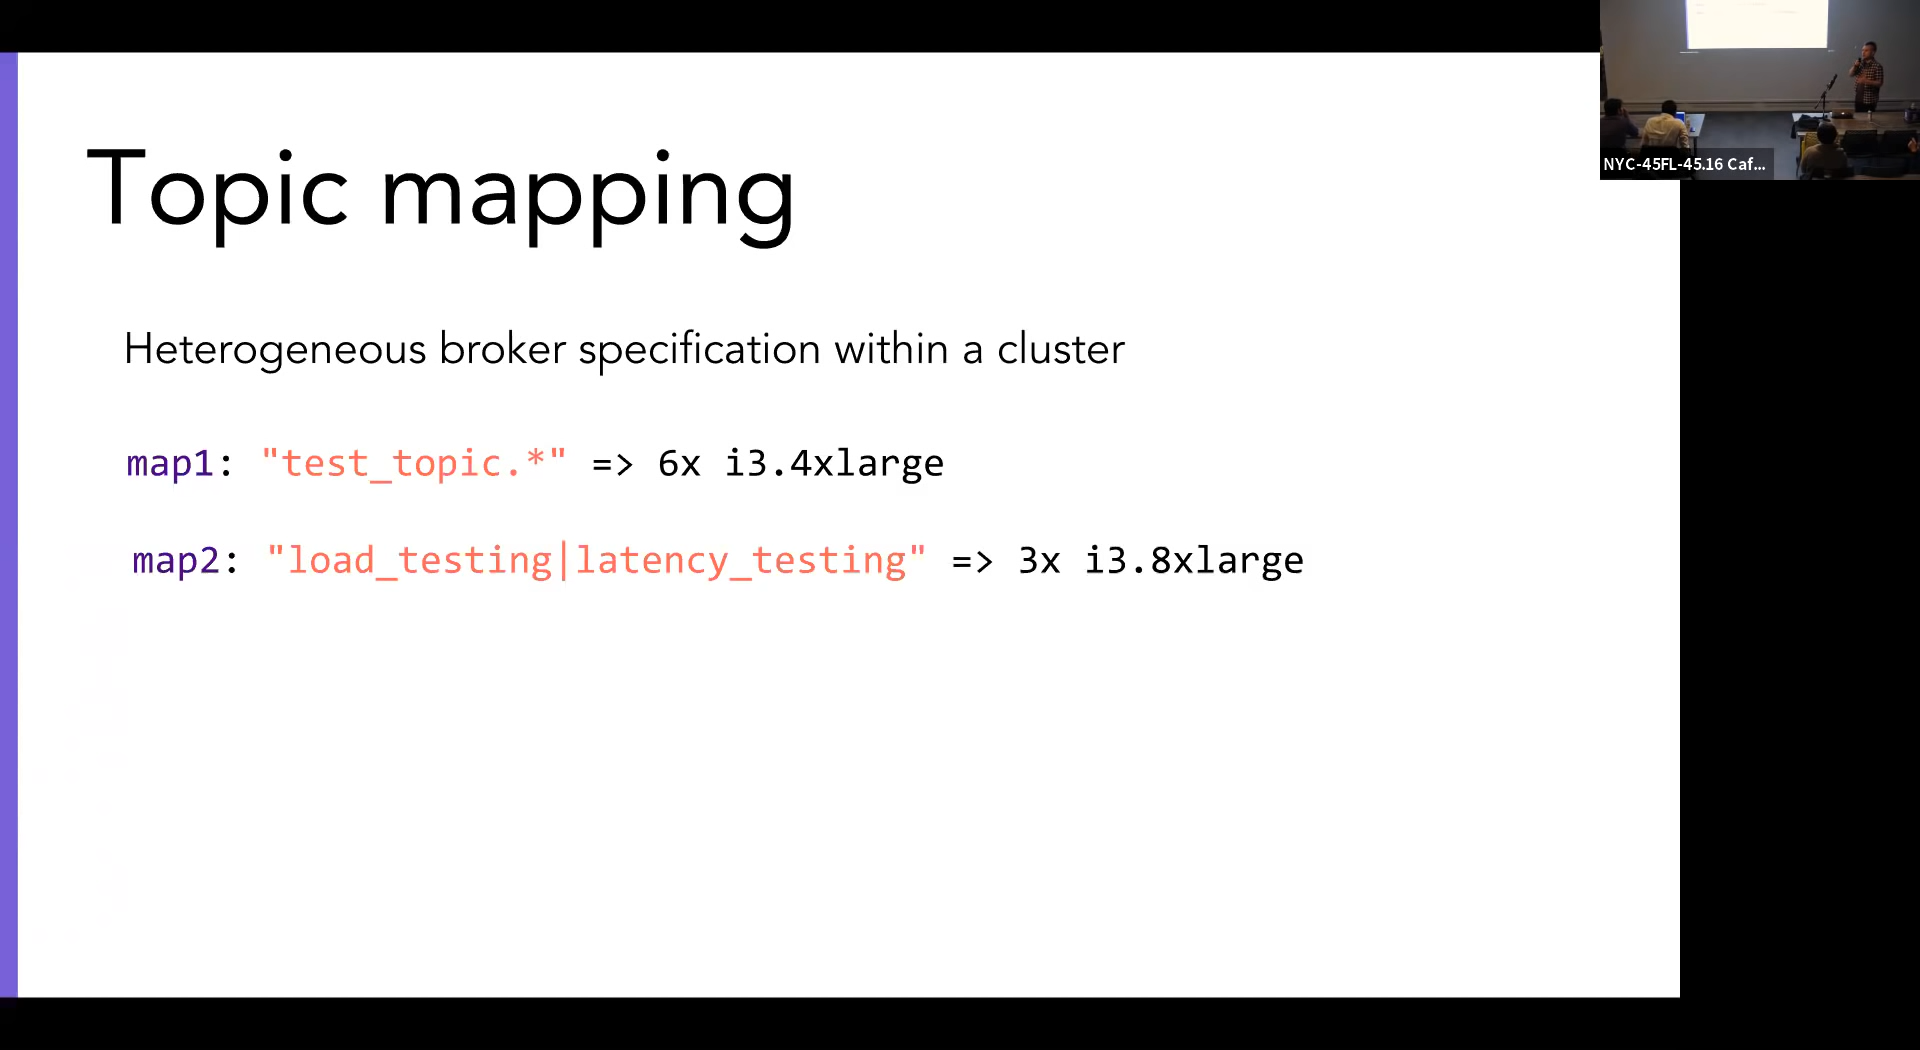 Topic mapping
Heterogeneous broker specification within a cluster
map1: "test_topic.*" => 6x i3.4xlarge
map2: "load_testing|latency_testing" => 3x i3.8xlarge
NYC-45FL-45.16 Caf...